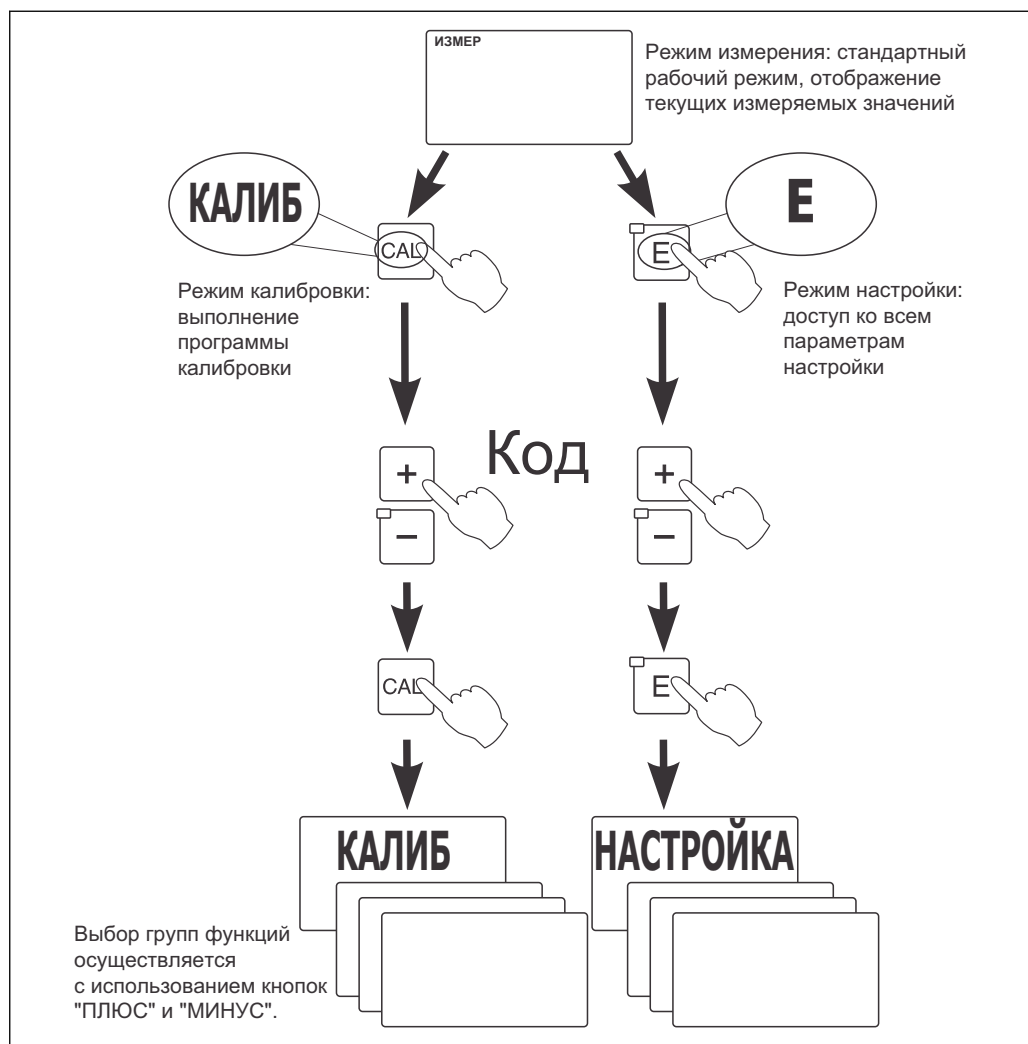 ИЗМЕР
Режим измерения: стандартный
рабочий режим, отображение
текущих измеряемых значений
КАЛИБ
E
CAL
E
Режим калибровки:
выполнение
программы
калибровки
Режим настройки:
доступ ко всем
параметрам
настройки
Код
+
+
–
–
CAL
E
КАЛИБ
НАСТРОЙКА
Выбор групп функций
осуществляется
с использованием кнопок
"ПЛЮС" и "МИНУС".